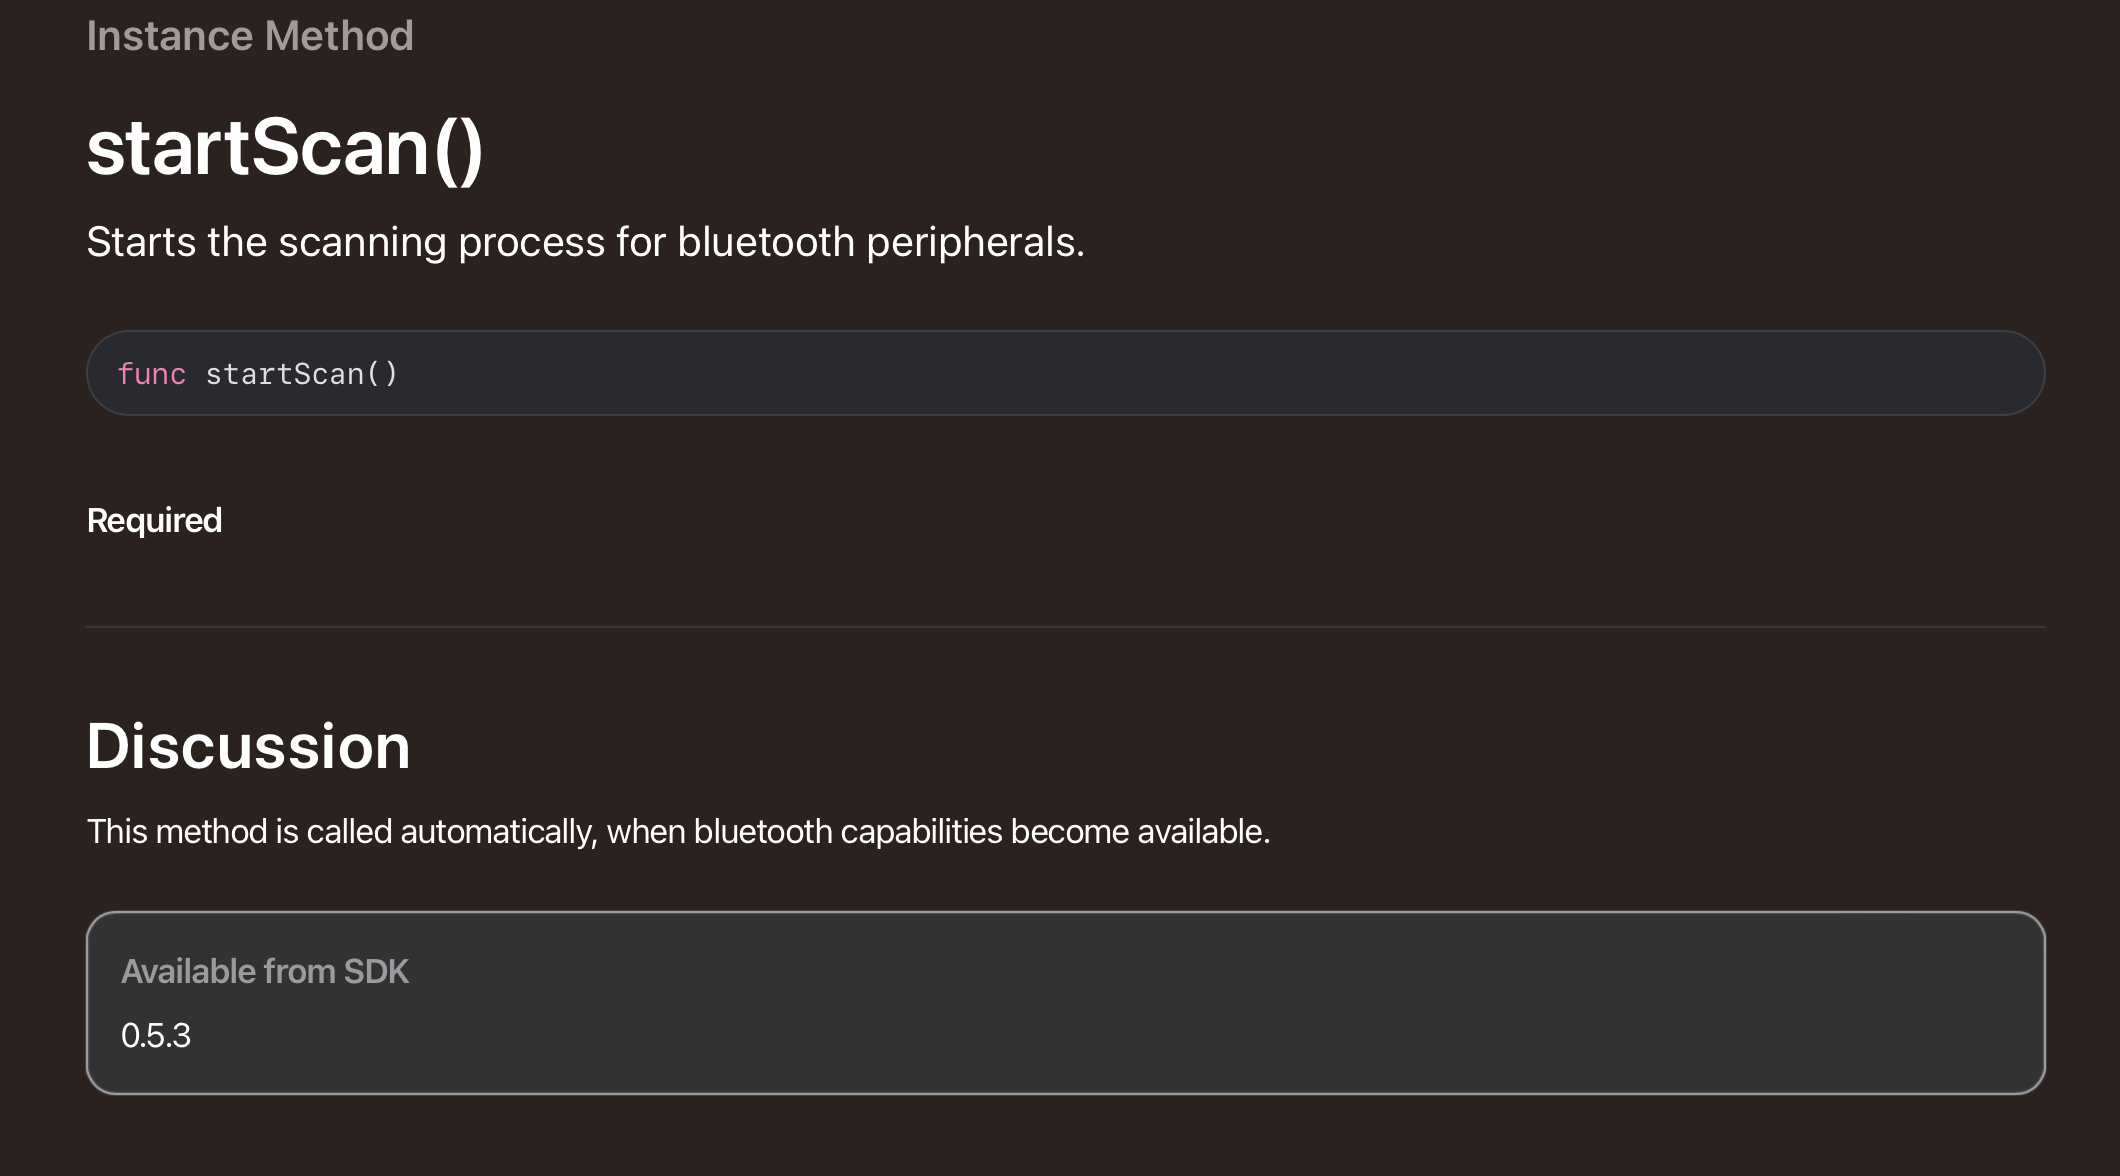 Instance Method
startScan()
Starts the scanning process for bluetooth peripherals.
func startScan()
Required
Discussion
This method is called automatically, when bluetooth capabilities become available.
Available from SDK
0.5.3